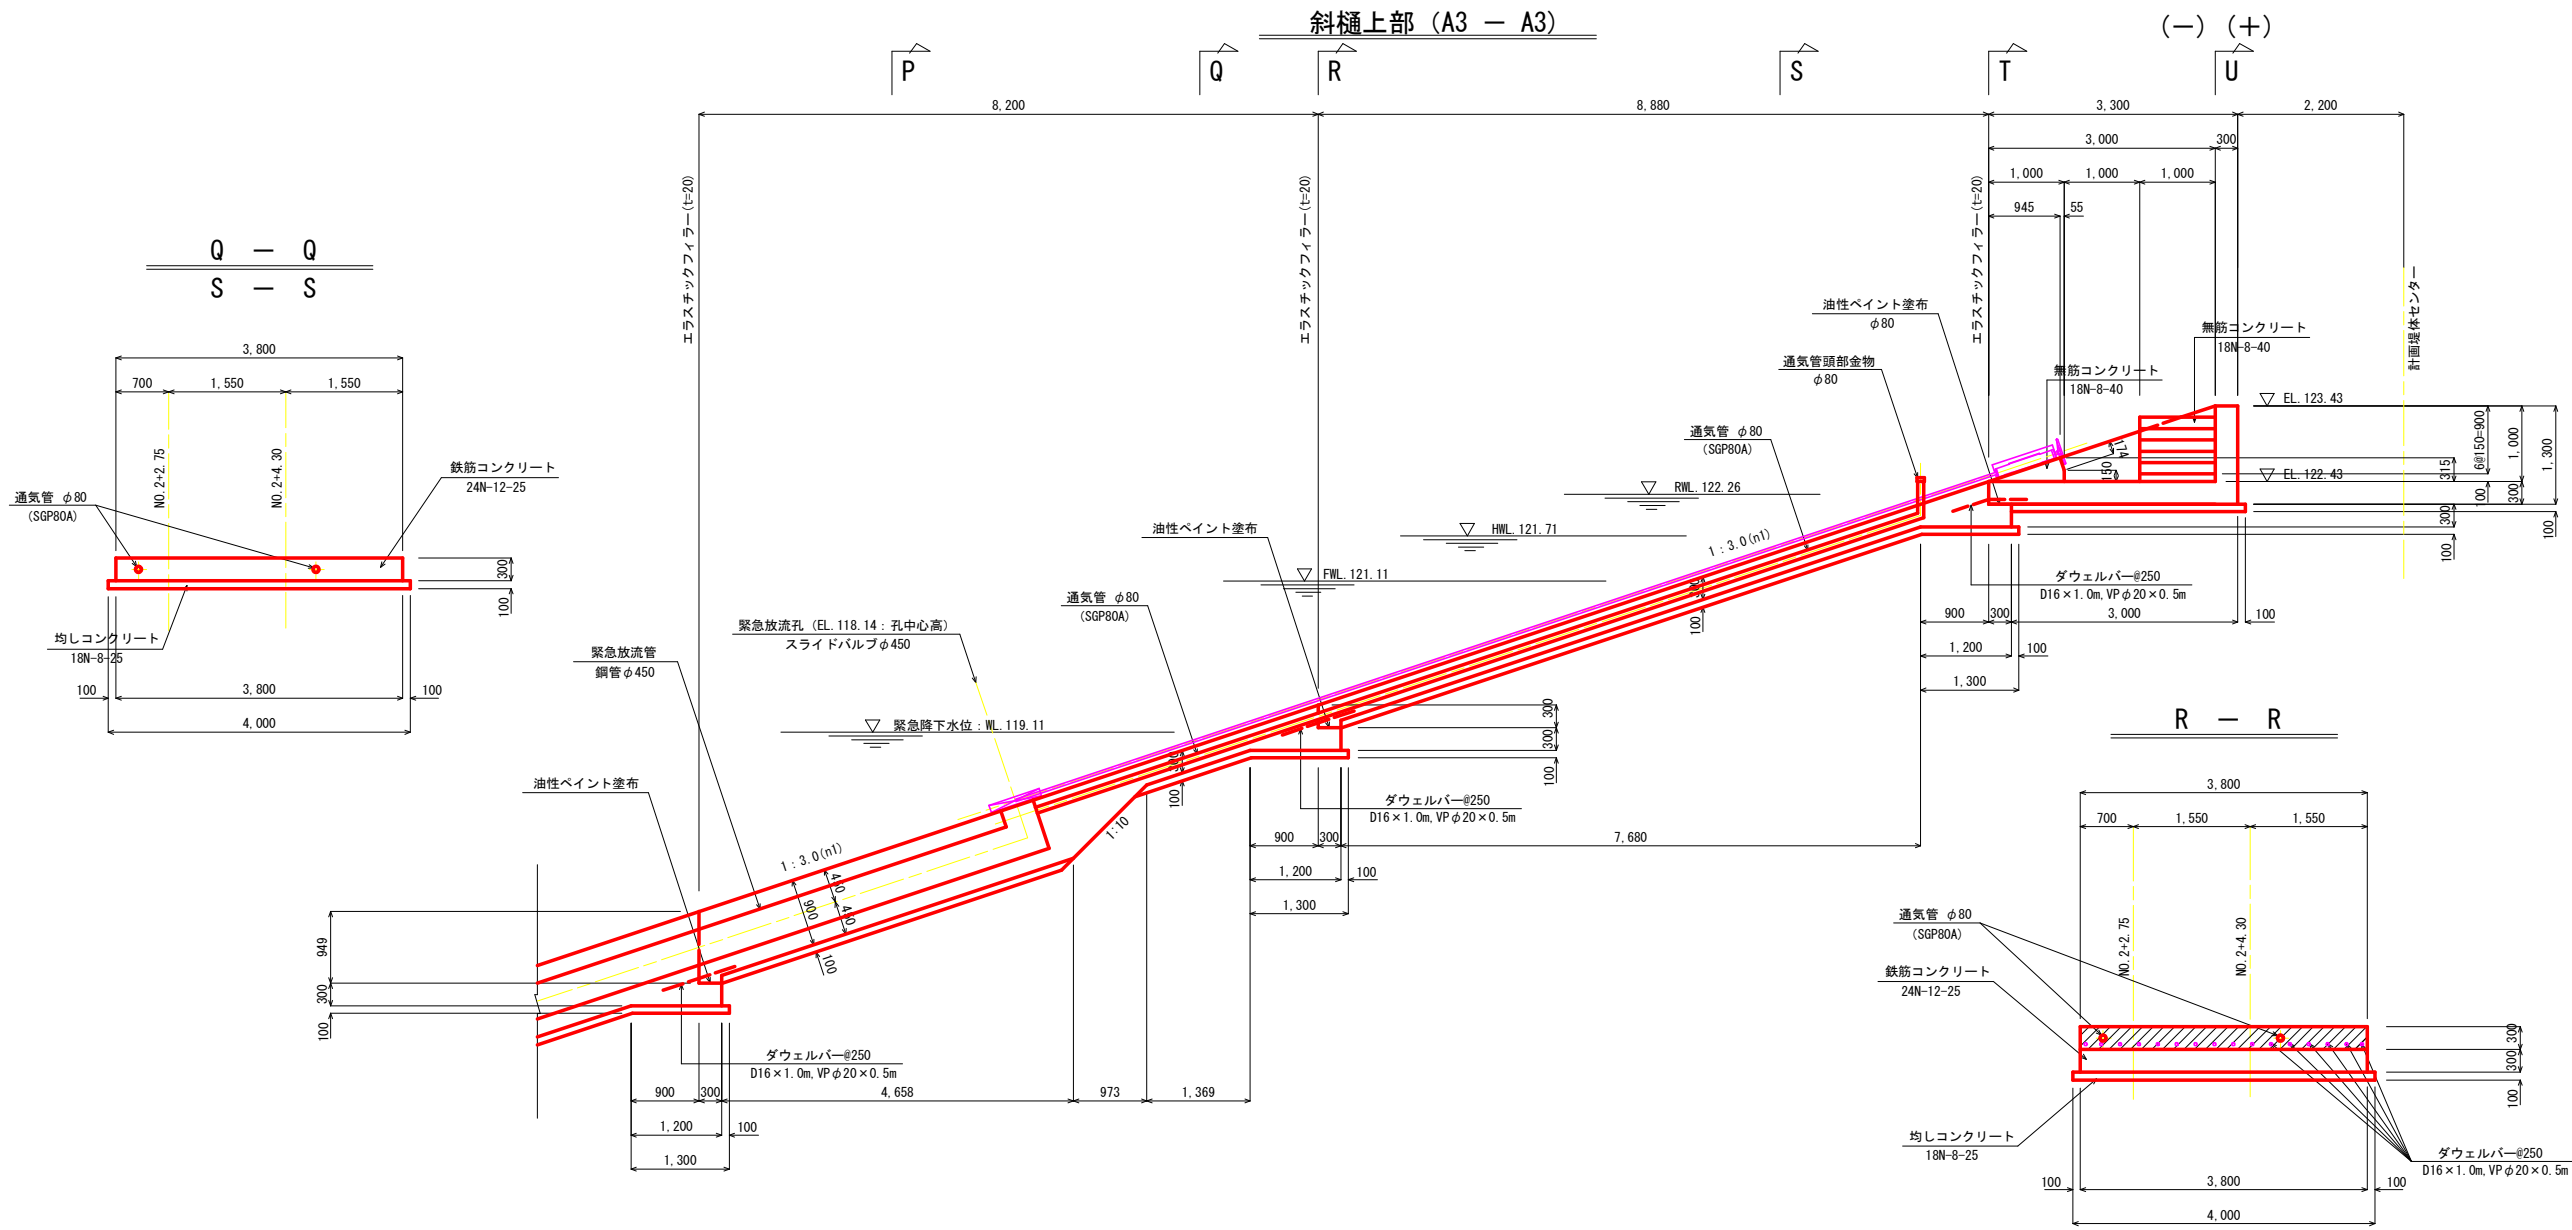 斜樋上部 (A3 － A3)
(－) (＋)
P
Q
R
S
T
U
8,200
8,880
3,300
2,200
3,000
300
1,000
1,000
1,000
945
55
エラスチックフィラー(t=20)
エラスチックフィラー(t=20)
エラスチックフィラー(t=20)
計画堤体センター
Q － Q
S － S
3,800
700
1,550
1,550
NO.2+2.75
NO.2+4.30
鉄筋コンクリート
24N-12-25
通気管 φ80
(SGP80A)
300
100
均しコンクリート
18N-8-25
100
3,800
100
4,000
油性ペイント塗布
φ80
通気管頭部金物
φ80
無筋コンクリート
18N-8-40
無筋コンクリート
18N-8-40
通気管 φ80
(SGP80A)
EL.123.43
EL.122.43
174
150
315
6@150=900
100
1,000
300
1,300
300
100
100
RWL.122.26
HWL.121.71
FWL.121.11
1：3.0(n1)
300
100
油性ペイント塗布
ダウェルバー@250
D16×1.0m,VPφ20×0.5m
900
300
3,000
100
1,200
100
1,300
通気管 φ80
(SGP80A)
緊急放流孔 (EL.118.14：孔中心高)
スライドバルブφ450
緊急放流管
鋼管φ450
緊急降下水位：WL.119.11
300
300
100
300
100
油性ペイント塗布
ダウェルバー@250
D16×1.0m,VPφ20×0.5m
1:10
1：3.0(n1)
450
900
450
100
900
300
7,680
1,200
100
1,300
949
300
100
ダウェルバー@250
D16×1.0m,VPφ20×0.5m
900
300
4,658
973
1,369
1,200
100
1,300
R － R
3,800
700
1,550
1,550
通気管 φ80
(SGP80A)
NO.2+2.75
NO.2+4.30
鉄筋コンクリート
24N-12-25
300
300
100
均しコンクリート
18N-8-25
ダウェルバー@250
D16×1.0m,VPφ20×0.5m
100
3,800
100
4,000